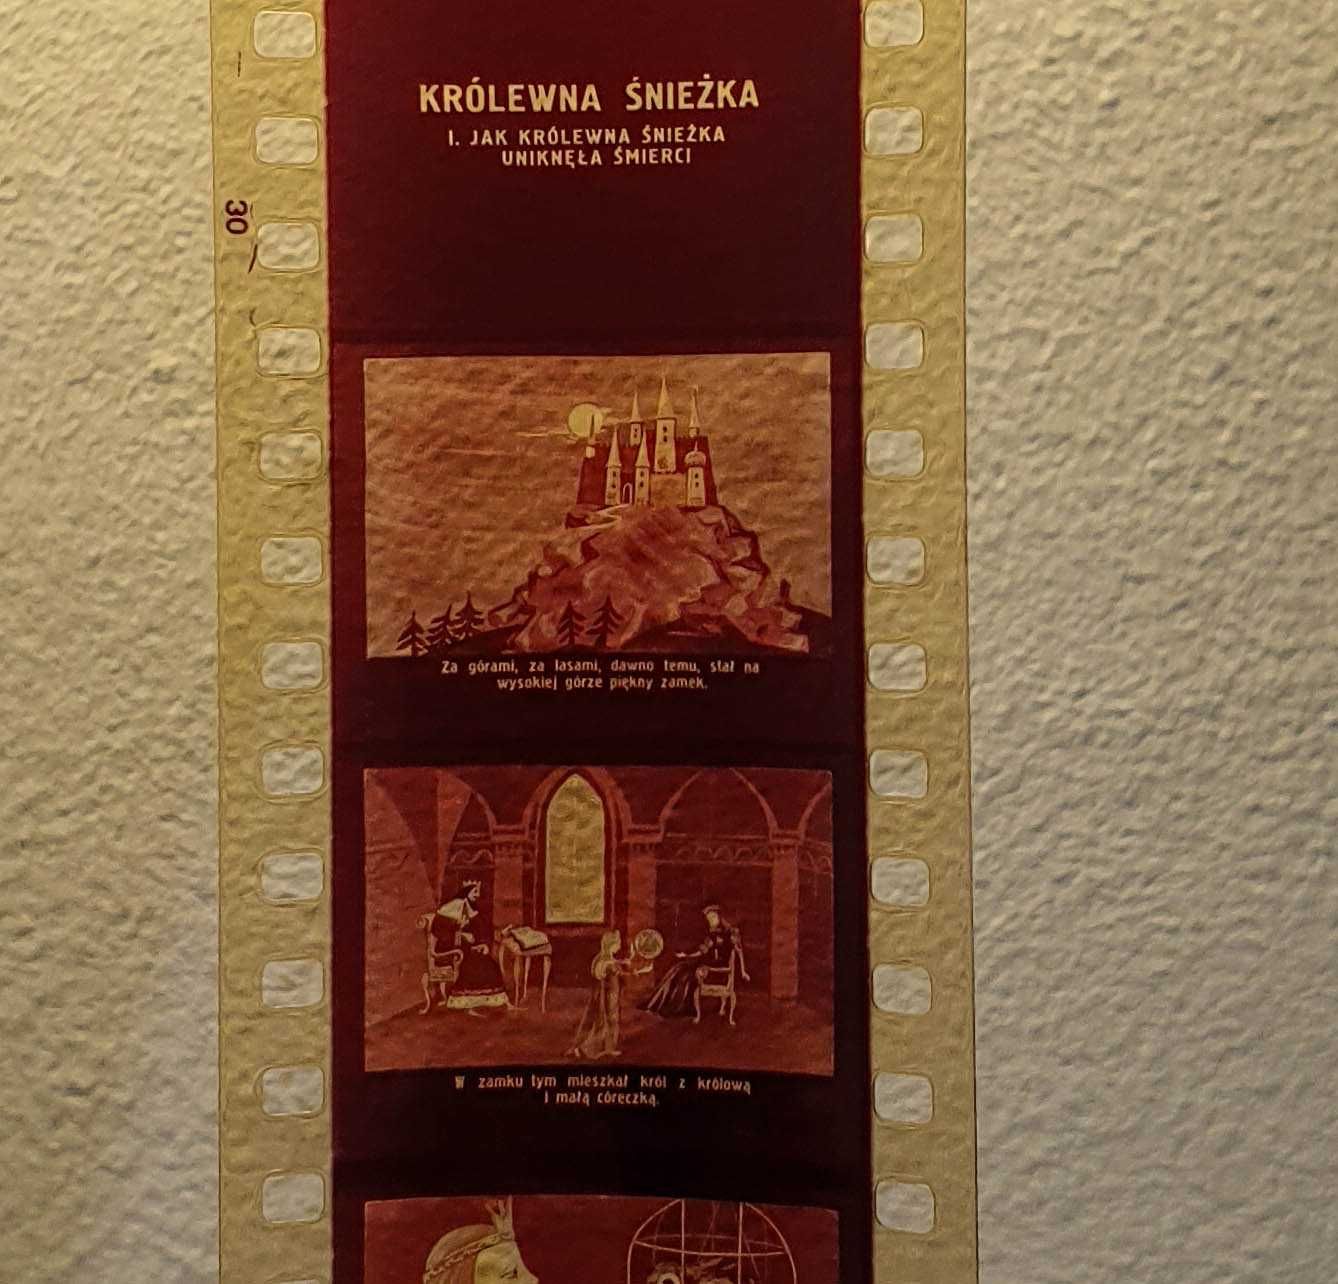 KRÓLEWNA ŚNIEŻKA
I. JAK KRÓLEWNA ŚNIEŻKA
UNIKNĘŁA ŚMIERCI
30
Za górami, za lasami, dawno temu, stał na
wysokiej górze piękny zamek.
W zamku tym mieszkał król z królową
i małą córeczką.